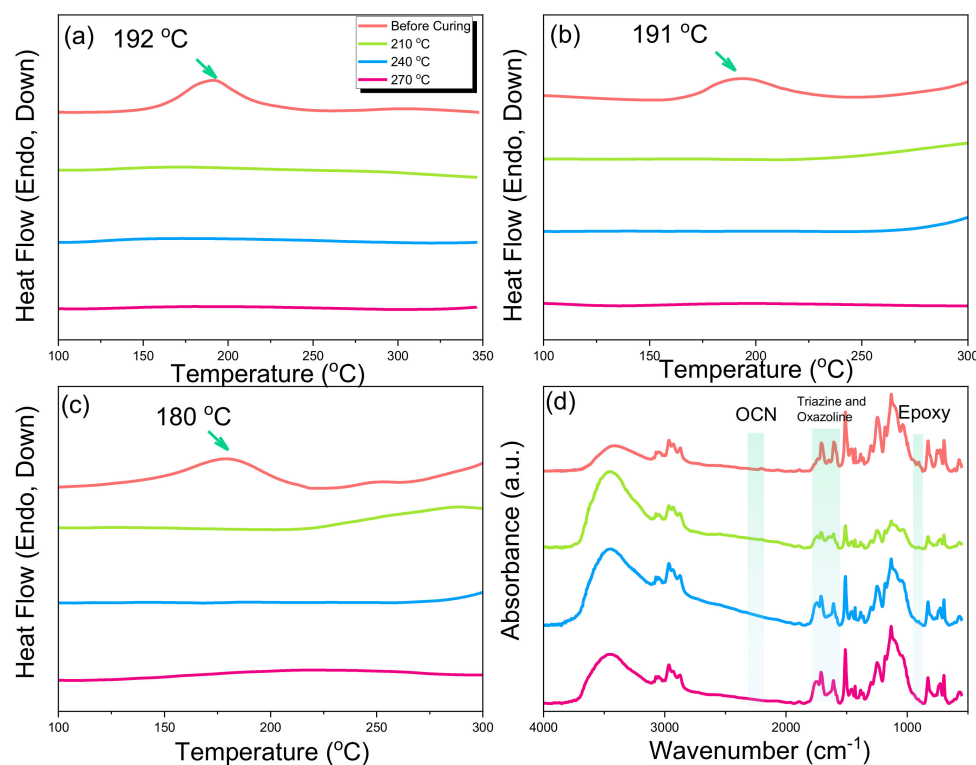 (a)
192 °C
Before Curing
210 °C
240 °C
270 °C
Heat Flow (Endo, Down)
100 150 200 250 300 350
Temperature (°C)
(b)
191 °C
Heat Flow (Endo, Down)
100 150 200 250 300
Temperature (°C)
(c)
180 °C
Heat Flow (Endo, Down)
100 150 200 250 300
Temperature (°C)
(d)
OCN
Triazine and
Oxazoline
Epoxy
Absorbance (a.u.)
4000 3000 2000 1000
Wavenumber (cm⁻¹)